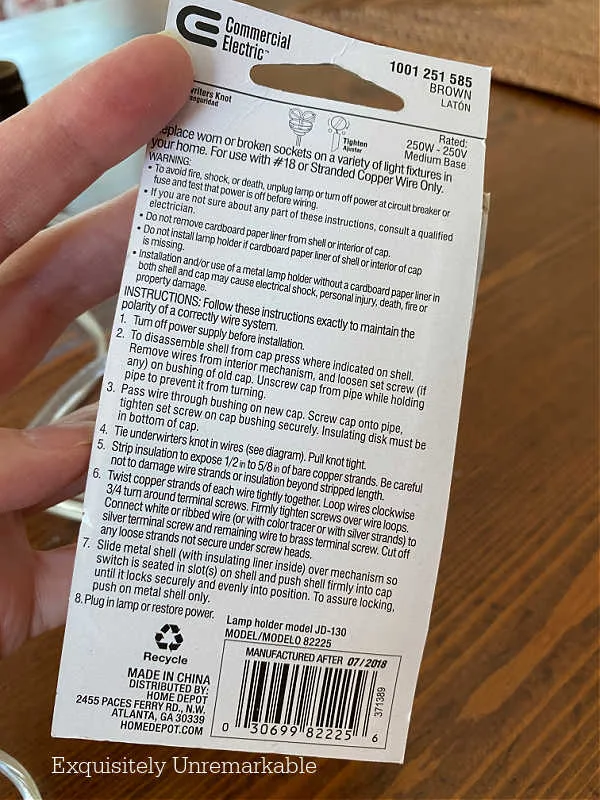 Commercial
Electric™
1001 251 585
BROWN
LATÓN
writers Knot
seguridad
Tighten
Ajustar
Rated:
250W - 250V
Medium Base
eplace worn or broken sockets on a variety of light fixtures in
your home. For use with #18 or Stranded Copper Wire Only.
WARNING:
• To avoid fire, shock, or death, unplug lamp or turn off power at circuit breaker or
fuse and test that power is off before wiring.
• If you are not sure about any part of these instructions, consult a qualified
electrician.
• Do not remove cardboard paper liner from shell or interior of cap.
• Do not install lamp holder if cardboard paper liner of shell or interior of cap
is missing.
• Installation and/or use of a metal lamp holder without a cardboard paper liner in
both shell and cap may cause electrical shock, personal injury, death, fire or
property damage.
INSTRUCTIONS: Follow these instructions exactly to maintain the
polarity of a correctly wire system.
1. Turn off power supply before installation.
2. To disassemble shell from cap press where indicated on shell.
Remove wires from interior mechanism, and loosen set screw (if
any) on bushing of old cap. Unscrew cap from pipe while holding
pipe to prevent it from turning.
3. Pass wire through bushing on new cap. Screw cap onto pipe,
tighten set screw on cap bushing securely. Insulating disk must be
in bottom of cap.
4. Tie underwirters knot in wires (see diagram). Pull knot tight.
5. Strip insulation to expose 1/2 in to 5/8 in of bare copper strands. Be careful
not to damage wire strands or insulation beyond stripped length.
6. Twist copper strands of each wire tightly together. Loop wires clockwise
3/4 turn around terminal screws. Firmly tighten screws over wire loops.
Connect white or ribbed wire (or with color tracer or with silver strands) to
silver terminal screw and remaining wire to brass terminal screw. Cut off
any loose strands not secure under screw heads.
7. Slide metal shell (with insulating liner inside) over mechanism so
switch is seated in slot(s) on shell and push shell firmly into cap
until it locks securely and evenly into position. To assure locking,
push on metal shell only.
8. Plug in lamp or restore power.
Lamp holder model JD-130
MODEL/MODELO 82225
MANUFACTURED AFTER 07/2018
Recycle
MADE IN CHINA
DISTRIBUTED BY:
HOME DEPOT
2455 PACES FERRY RD., N.W.
ATLANTA, GA 30339
HOMEDEPOT.COM
371389
0 30699 82225 6
Exquisitely Unremarkable